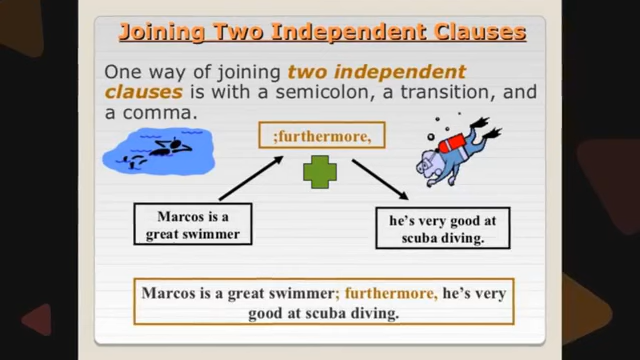 Joining Two Independent Clauses
One way of joining two independent
clauses is with a semicolon, a transition, and
a comma.
;furthermore,
Marcos is a
great swimmer
he's very good at
scuba diving.
Marcos is a great swimmer; furthermore, he's very
good at scuba diving.